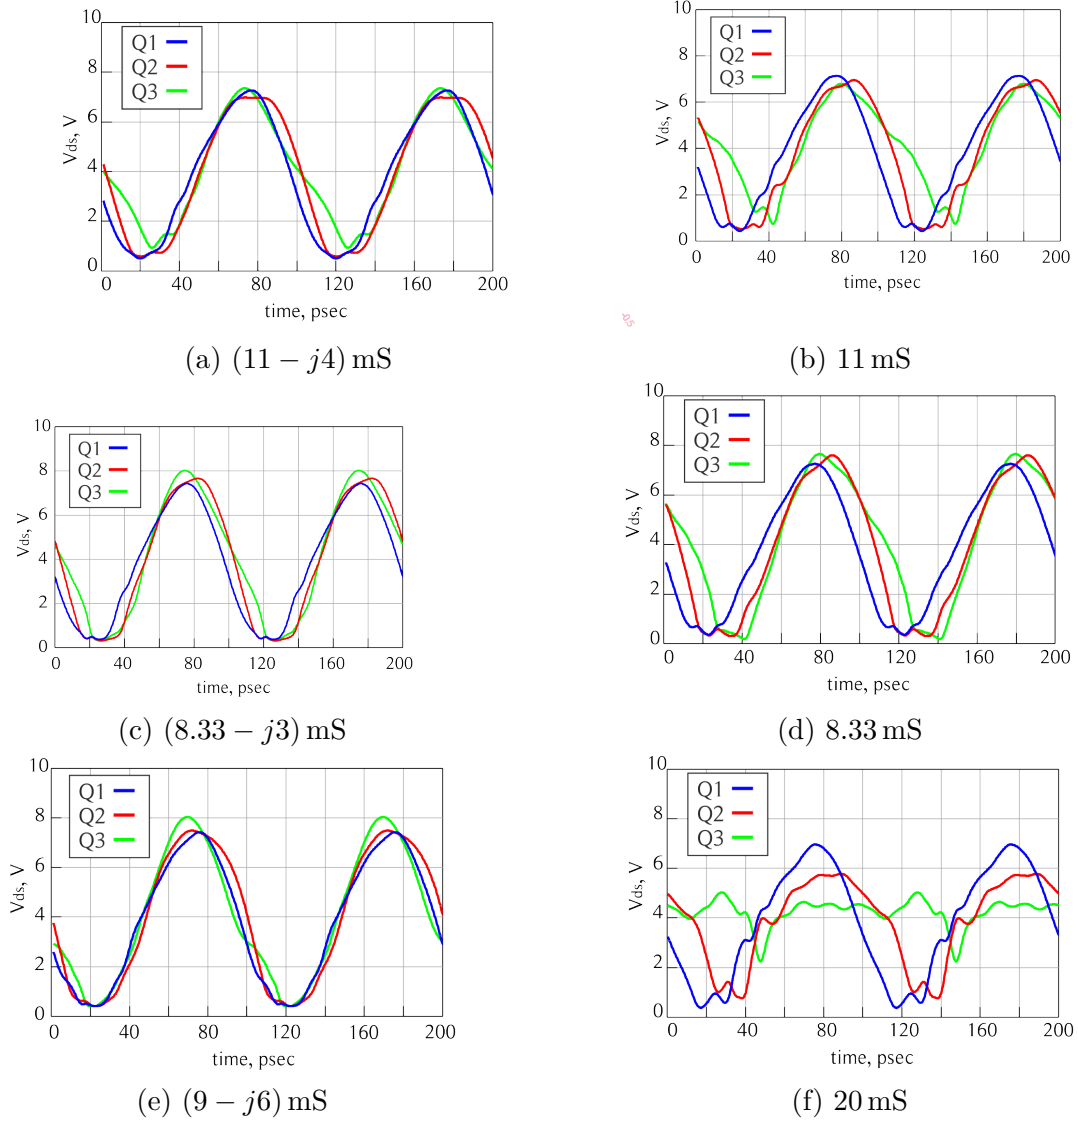 10
8
6
4
2
0
Vds, V
Q1
Q2
Q3
0
40
80
120
160
200
time, psec
(a) (11 − j4) mS
10
8
6
4
2
0
Vds, V
Q1
Q2
Q3
0
40
80
120
160
200
time, psec
(b) 11 mS
10
8
6
4
2
0
Vds, V
Q1
Q2
Q3
0
40
80
120
160
200
time, psec
(c) (8.33 − j3) mS
10
8
6
4
2
0
Vds, V
Q1
Q2
Q3
0
40
80
120
160
200
time, psec
(d) 8.33 mS
10
8
6
4
2
0
Vds, V
Q1
Q2
Q3
0
40
80
120
160
200
time, psec
(e) (9 − j6) mS
10
8
6
4
2
0
Vds, V
Q1
Q2
Q3
0
40
80
120
160
200
time, psec
(f) 20 mS